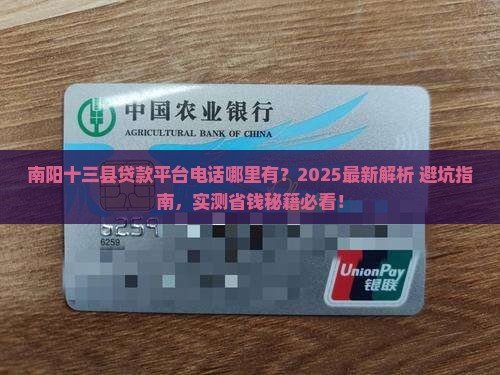 中国农业银行
AGRICULTURAL BANK OF CHINA
南阳十三县贷款平台电话哪里有？2025最新解析 避坑指
南，实测省钱秘籍必看！
6259
6259
UnionPay
银联